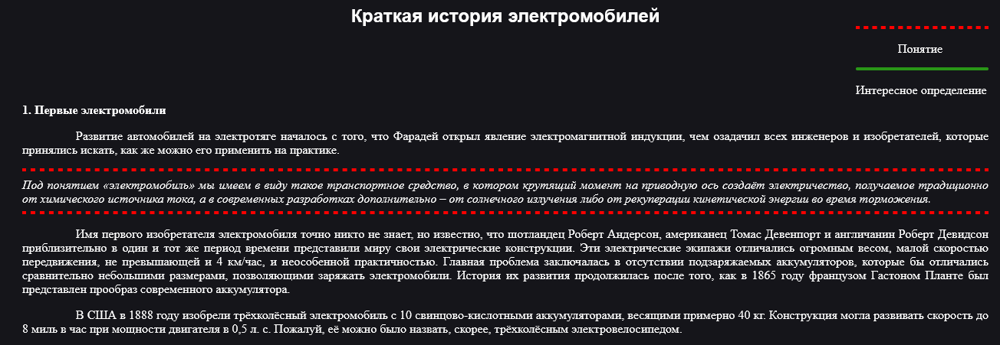 Краткая история электромобилей
Понятие
Интересное определение
1. Первые электромобили
Развитие автомобилей на электротяге началось с того, что Фарадей открыл явление электромагнитной индукции, чем озадачил всех инженеров и изобретателей, которые
принялись искать, как же можно его применить на практике.
Под понятием «электромобиль» мы имеем в виду такое транспортное средство, в котором крутящий момент на приводную ось создаёт электричество, получаемое традиционно
от химического источника тока, а в современных разработках дополнительно – от солнечного излучения либо от рекуперации кинетической энергии во время торможения.
Имя первого изобретателя электромобиля точно никто не знает, но известно, что шотландец Роберт Андерсон, американец Томас Девенпорт и англичанин Роберт Девидсон
приблизительно в один и тот же период времени представили миру свои электрические конструкции. Эти электрические экипажи отличались огромным весом, малой скоростью
передвижения, не превышающей и 4 км/час, и неособенной практичностью. Главная проблема заключалась в отсутствии подзаряжаемых аккумуляторов, которые бы отличались
сравнительно небольшими размерами, позволяющими заряжать электромобили. История их развития продолжилась после того, как в 1865 году французом Гастоном Планте был
представлен прообраз современного аккумулятора.
В США в 1888 году изобрели трёхколёсный электромобиль с 10 свинцово-кислотными аккумуляторами, весящими примерно 40 кг. Конструкция могла развивать скорость до
8 миль в час при мощности двигателя в 0,5 л. с. Пожалуй, её можно было назвать, скорее, трёхколёсным электровелосипедом.